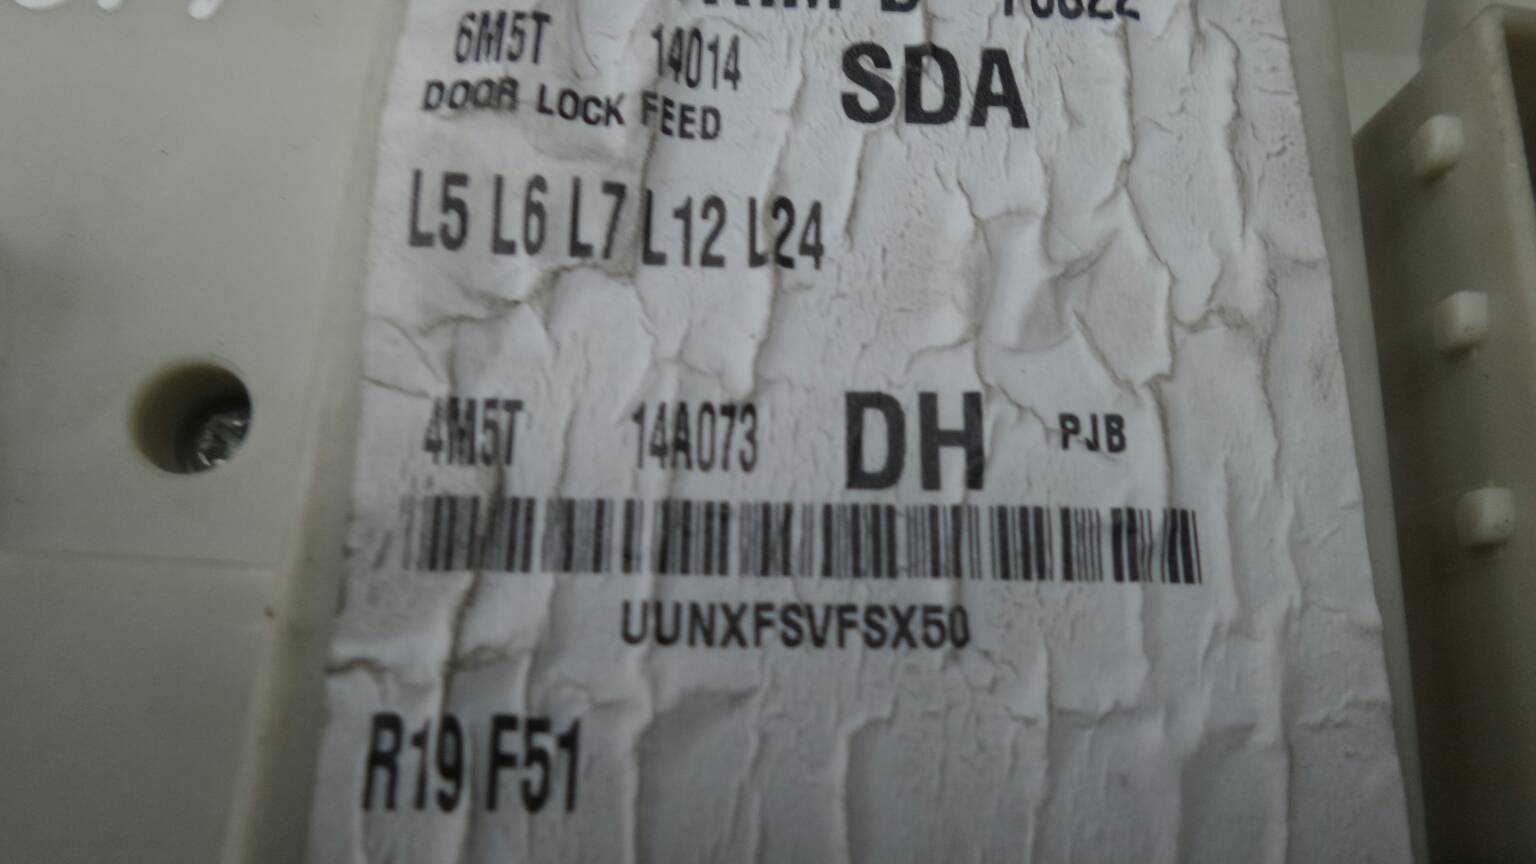 6M5T 14014 SDA
DOOR LOCK FEED
L5 L6 L7 L12 L24
4M5T 14A073 DH PJB
UUNXFSVFSX50
R19 F51